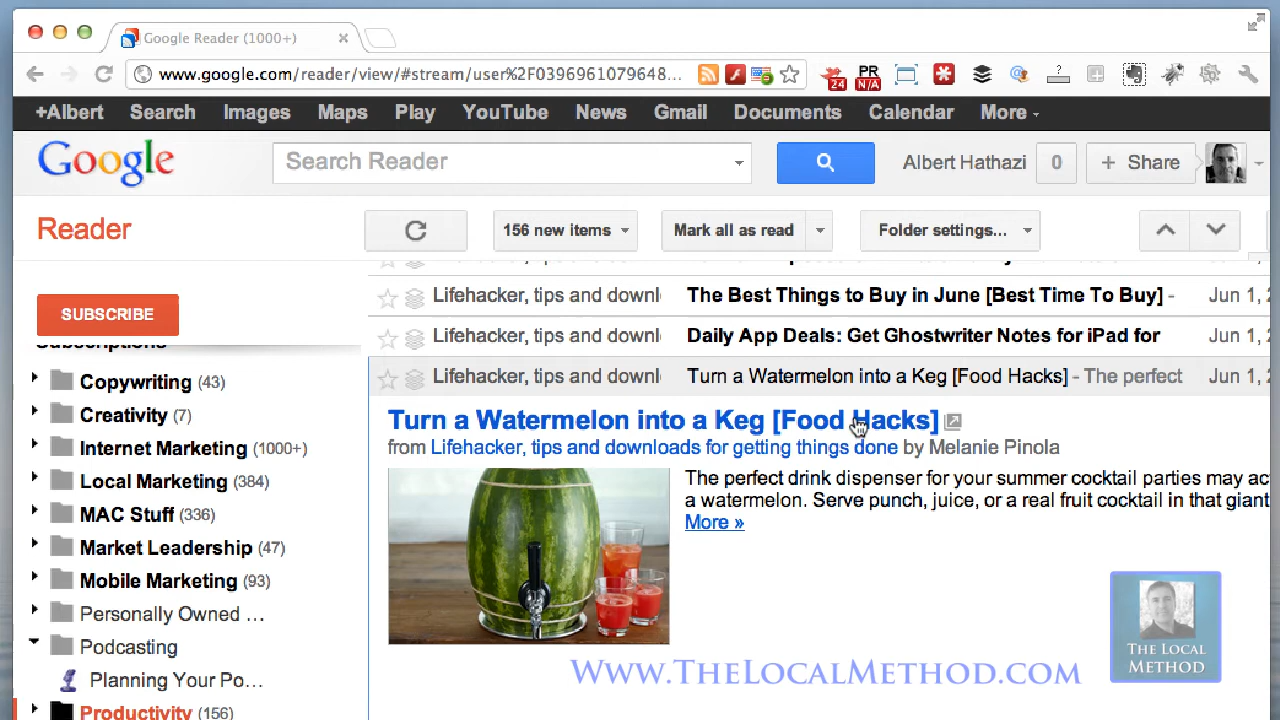 Google Reader (1000+)
www.google.com/reader/view/#stream/user%2F0396961079648...
24
PR
N/A
5
?
+Albert Search Images Maps Play YouTube News Gmail Documents Calendar More
Google
Search Reader
Albert Hathazi
0
+ Share
Reader
156 new items
Mark all as read
Folder settings...
SUBSCRIBE
Subscriptions
Lifehacker, tips and downl The Best Things to Buy in June [Best Time To Buy] - Jun 1, 2
Lifehacker, tips and downl Daily App Deals: Get Ghostwriter Notes for iPad for Jun 1, 2
Lifehacker, tips and downl Turn a Watermelon into a Keg [Food Hacks] - The perfect Jun 1, 2
Turn a Watermelon into a Keg [Food Hacks]
from Lifehacker, tips and downloads for getting things done by Melanie Pinola
The perfect drink dispenser for your summer cocktail parties may act
a watermelon. Serve punch, juice, or a real fruit cocktail in that giant
More »
Copywriting (43)
Creativity (7)
Internet Marketing (1000+)
Local Marketing (384)
MAC Stuff (336)
Market Leadership (47)
Mobile Marketing (93)
Personally Owned ...
Podcasting
Planning Your Po...
Productivity (156)
THE LOCAL
METHOD
WWW.THELOCALMETHOD.COM